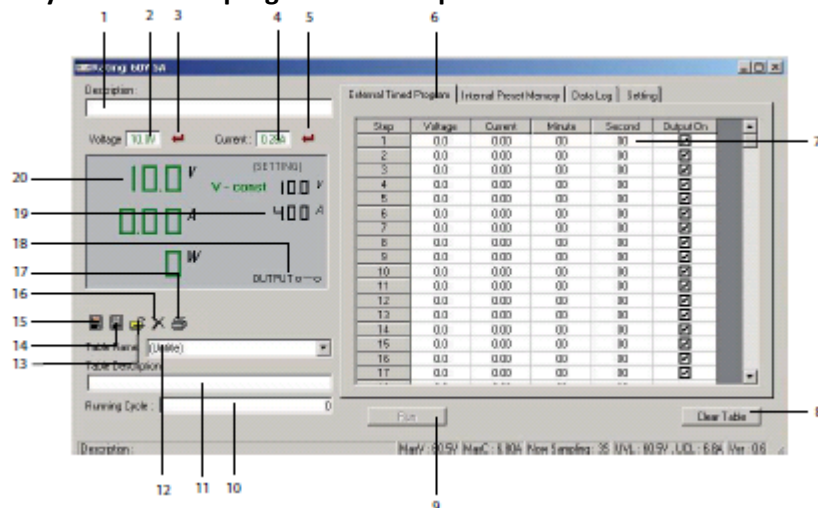 1 2 3 4 5 6
60V 5A
Description:
Voltage 10.0V Current: 0.20A
External Timed Program Internal Preset Memory Data Log Setting
Step Voltage Current Minute Second Output On
1 0.0 0.00 00 00
2 0.0 0.00 00 00
3 0.0 0.00 00 00
4 0.0 0.00 00 00
5 0.0 0.00 00 00
6 0.0 0.00 00 00
7 0.0 0.00 00 00
8 0.0 0.00 00 00
9 0.0 0.00 00 00
10 0.0 0.00 00 00
11 0.0 0.00 00 00
12 0.0 0.00 00 00
13 0.0 0.00 00 00
14 0.0 0.00 00 00
15 0.0 0.00 00 00
16 0.0 0.00 00 00
17 0.0 0.00 00 00
7
20
19
18
17
16
15
14
13
(SETTING)
10.0 V V - const 100 V
0.00 A 400 A
0 W
OUTPUT
Table Name: (Untitle)
Table Description
Running Cycle: 0
Run
Clear Table
8
Description: MaxV: 60.5V MaxC: 6.80A Now Sampling: 35 UVL: 60.5V, UCL: 6.8A Ver: 0.6
12 11 10 9